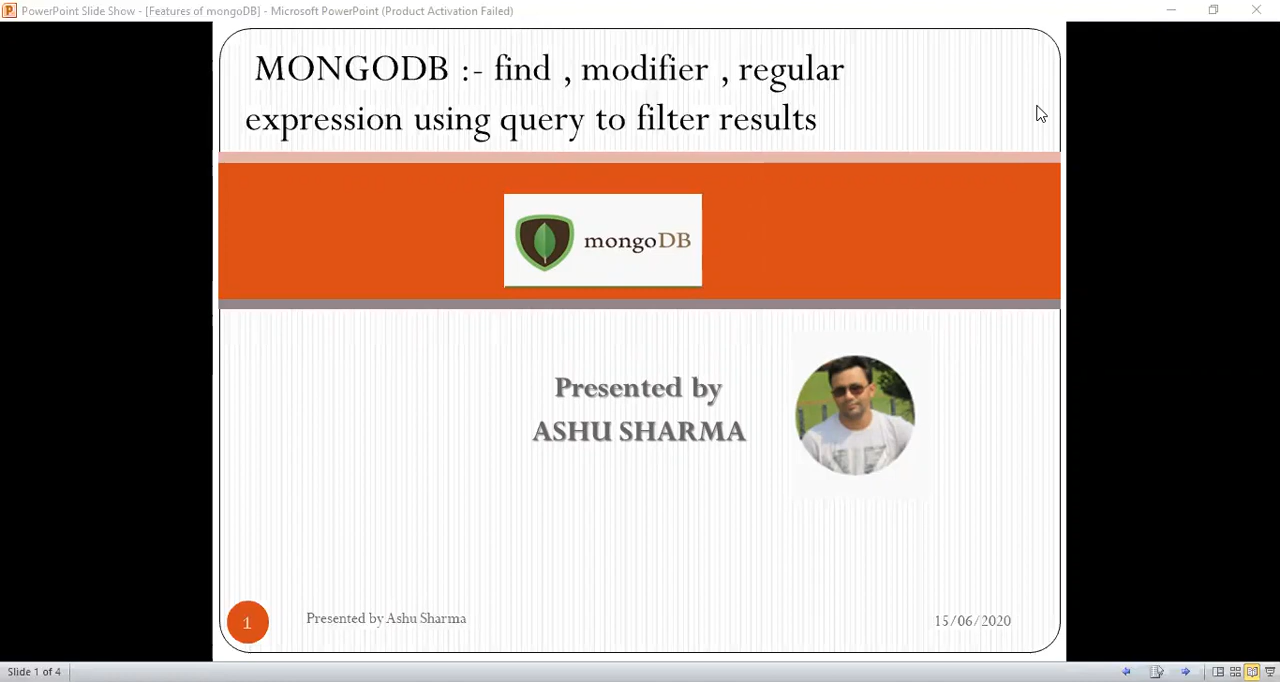 PowerPoint Slide Show - [Features of mongoDB] - Microsoft PowerPoint (Product Activation Failed)
MONGODB :- find , modifier , regular
expression using query to filter results
mongoDB
Presented by
ASHU SHARMA
1
Presented by Ashu Sharma
15/06/2020
Slide 1 of 4